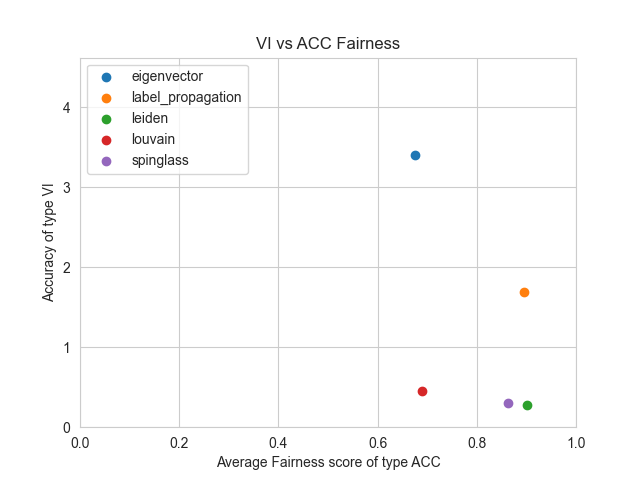 VI vs ACC Fairness
eigenvector
label_propagation
leiden
louvain
spinglass
Accuracy of type VI
4
3
2
1
0
0.0 0.2 0.4 0.6 0.8 1.0
Average Fairness score of type ACC